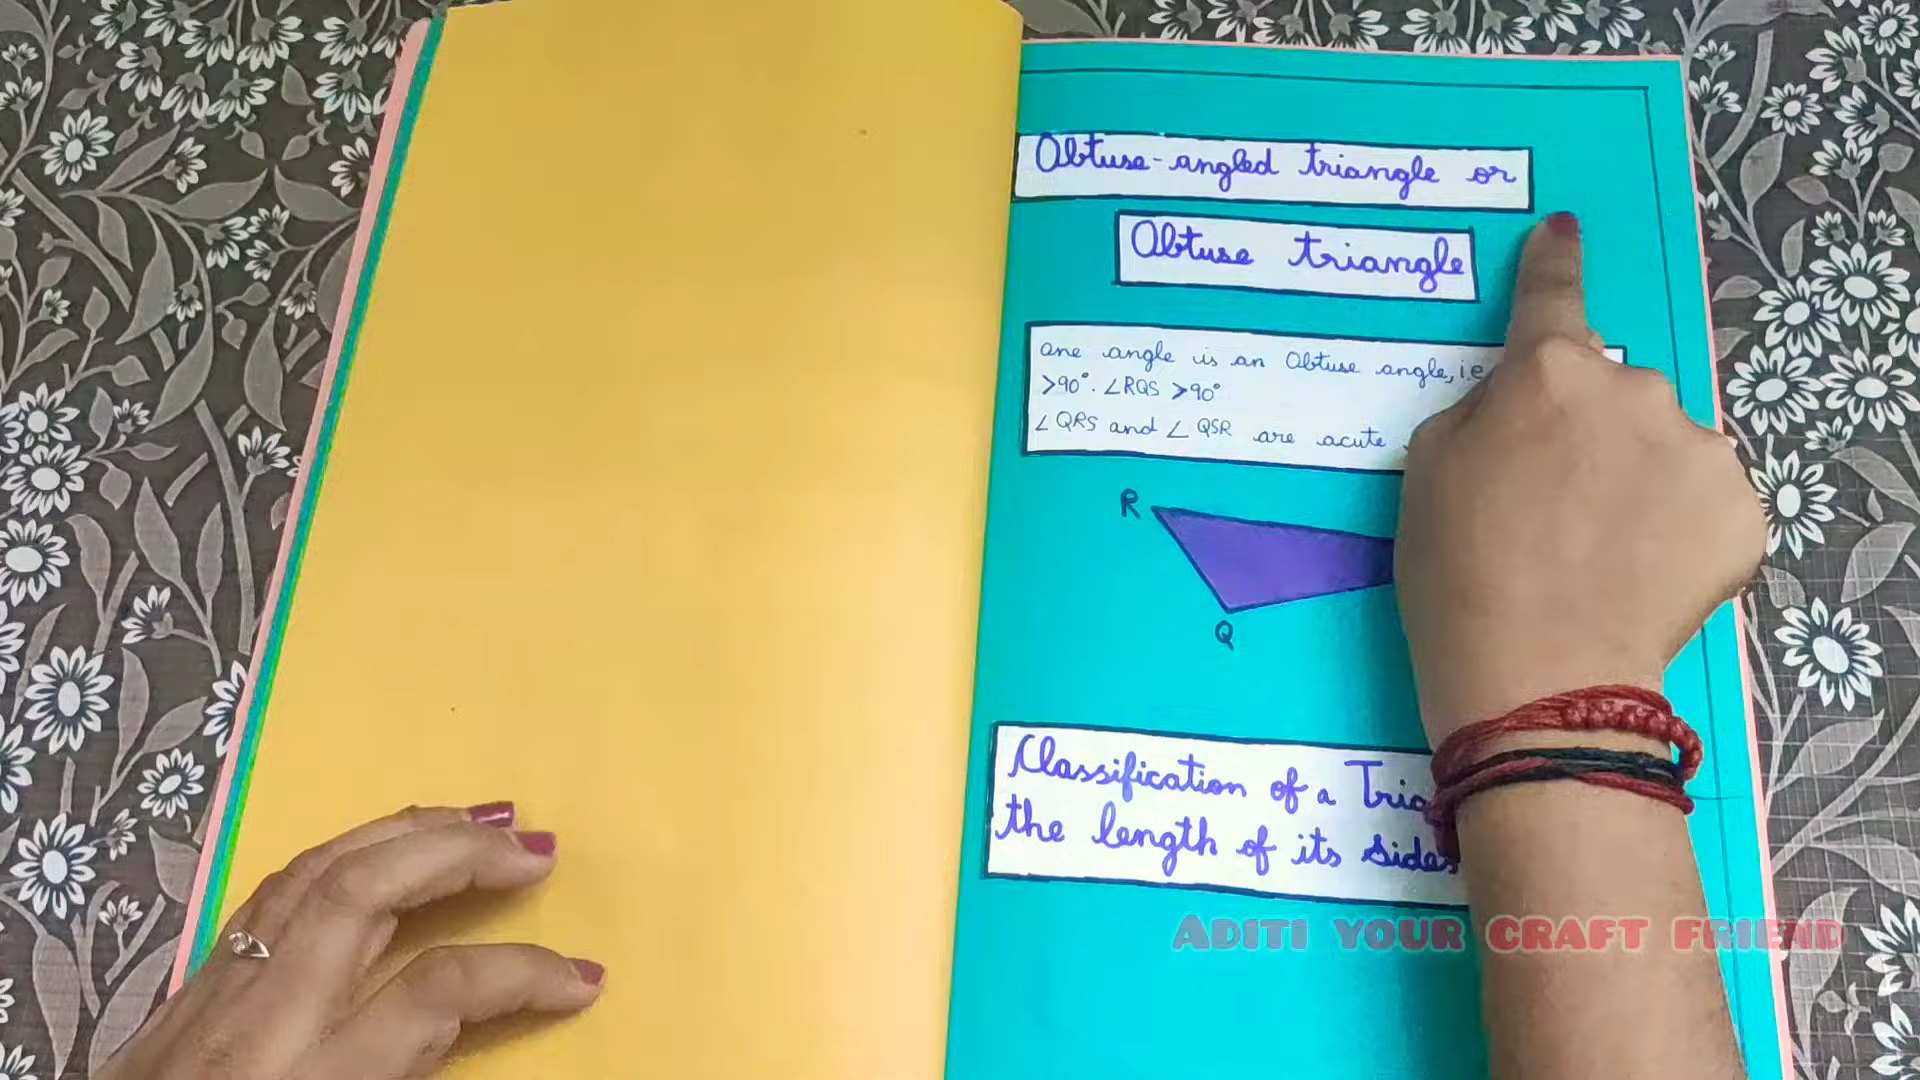 Obtuse-angled triangle or
Obtuse triangle
One angle is an Obtuse angle, i.e
>90°. ∠RQS >90°
∠QRS and ∠QSR are acute
R
Q
Classification of a
the length of its sides
ADITI YOUR CRAFT FRIEND